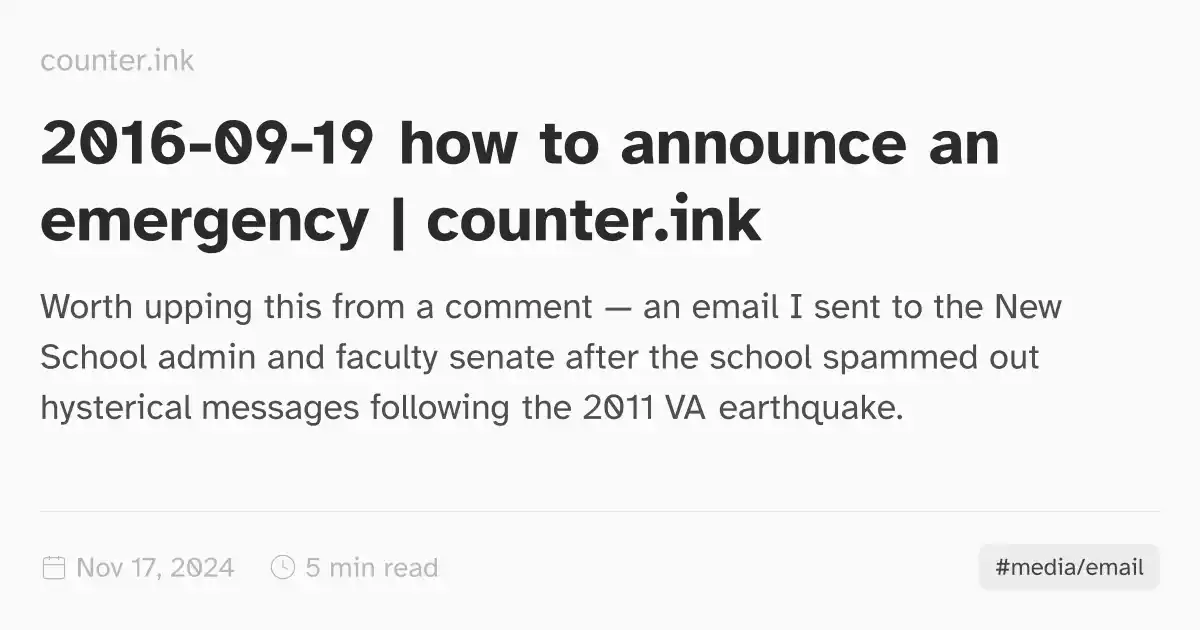 counter.ink
2016-09-19 how to announce an
emergency | counter.ink
Worth upping this from a comment — an email I sent to the New
School admin and faculty senate after the school spammed out
hysterical messages following the 2011 VA earthquake.
Nov 17, 2024
5 min read
#media/email